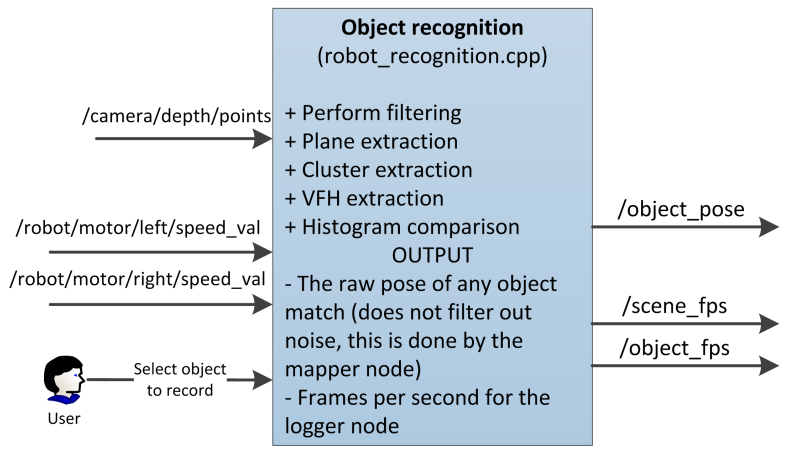 Object recognition
(robot_recognition.cpp)
/camera/depth/points
+ Perform filtering
+ Plane extraction
+ Cluster extraction
+ VFH extraction
+ Histogram comparison
OUTPUT
- The raw pose of any object
match (does not filter out
noise, this is done by the
mapper node)
- Frames per second for the
logger node
/robot/motor/left/speed_val
/robot/motor/right/speed_val
Select object
to record
User
/object_pose
/scene_fps
/object_fps